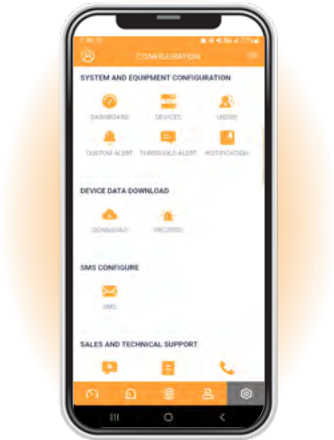 CONFIGURATION
SYSTEM AND EQUIPMENT CONFIGURATION
DASHBOARD DEVICES USERS
CUSTOM ALERT THRESHOLD ALERT NOTIFICATION
DEVICE DATA DOWNLOAD
DOWNLOAD RECORDS
SMS CONFIGURE
SMS
SALES AND TECHNICAL SUPPORT